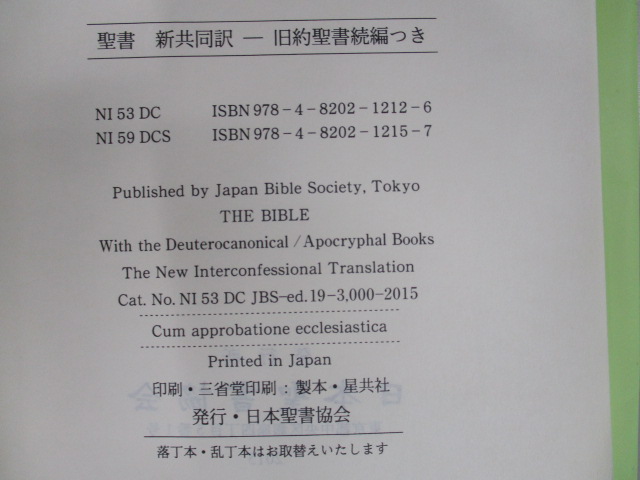 聖書　新共同訳 ― 旧約聖書続編つき
NI 53 DC ISBN 978－4－8202－1212－6
NI 59 DCS ISBN 978－4－8202－1215－7
Published by Japan Bible Society, Tokyo
THE BIBLE
With the Deuterocanonical / Apocryphal Books
The New Interconfessional Translation
Cat. No. NI 53 DC JBS-ed. 19-3,000-2015
Cum approbatione ecclesiastica
Printed in Japan
印刷・三省堂印刷 : 製本・星共社
発行・日本聖書協会
落丁本・乱丁本はお取替えいたします